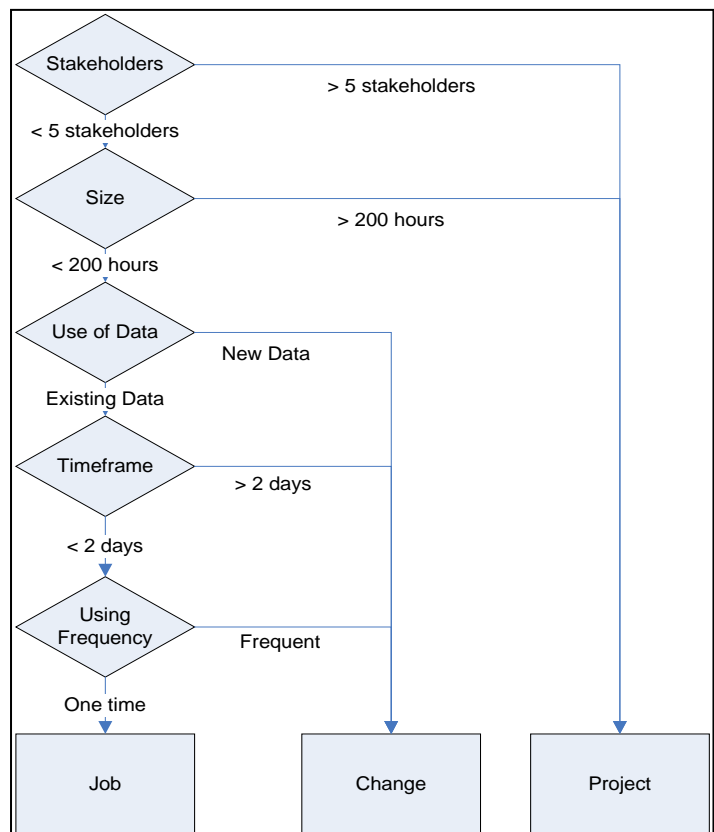 Stakeholders
> 5 stakeholders
< 5 stakeholders
Size
> 200 hours
< 200 hours
Use of Data
New Data
Existing Data
Timeframe
> 2 days
< 2 days
Using
Frequency
Frequent
One time
Job
Change
Project